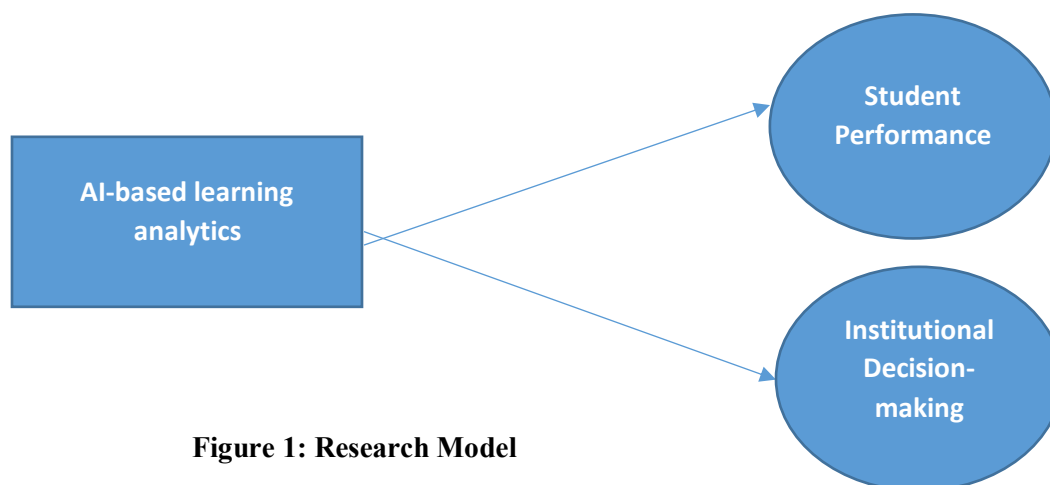 Student
Performance
AI-based learning
analytics
Institutional
Decision-
making
Figure 1: Research Model